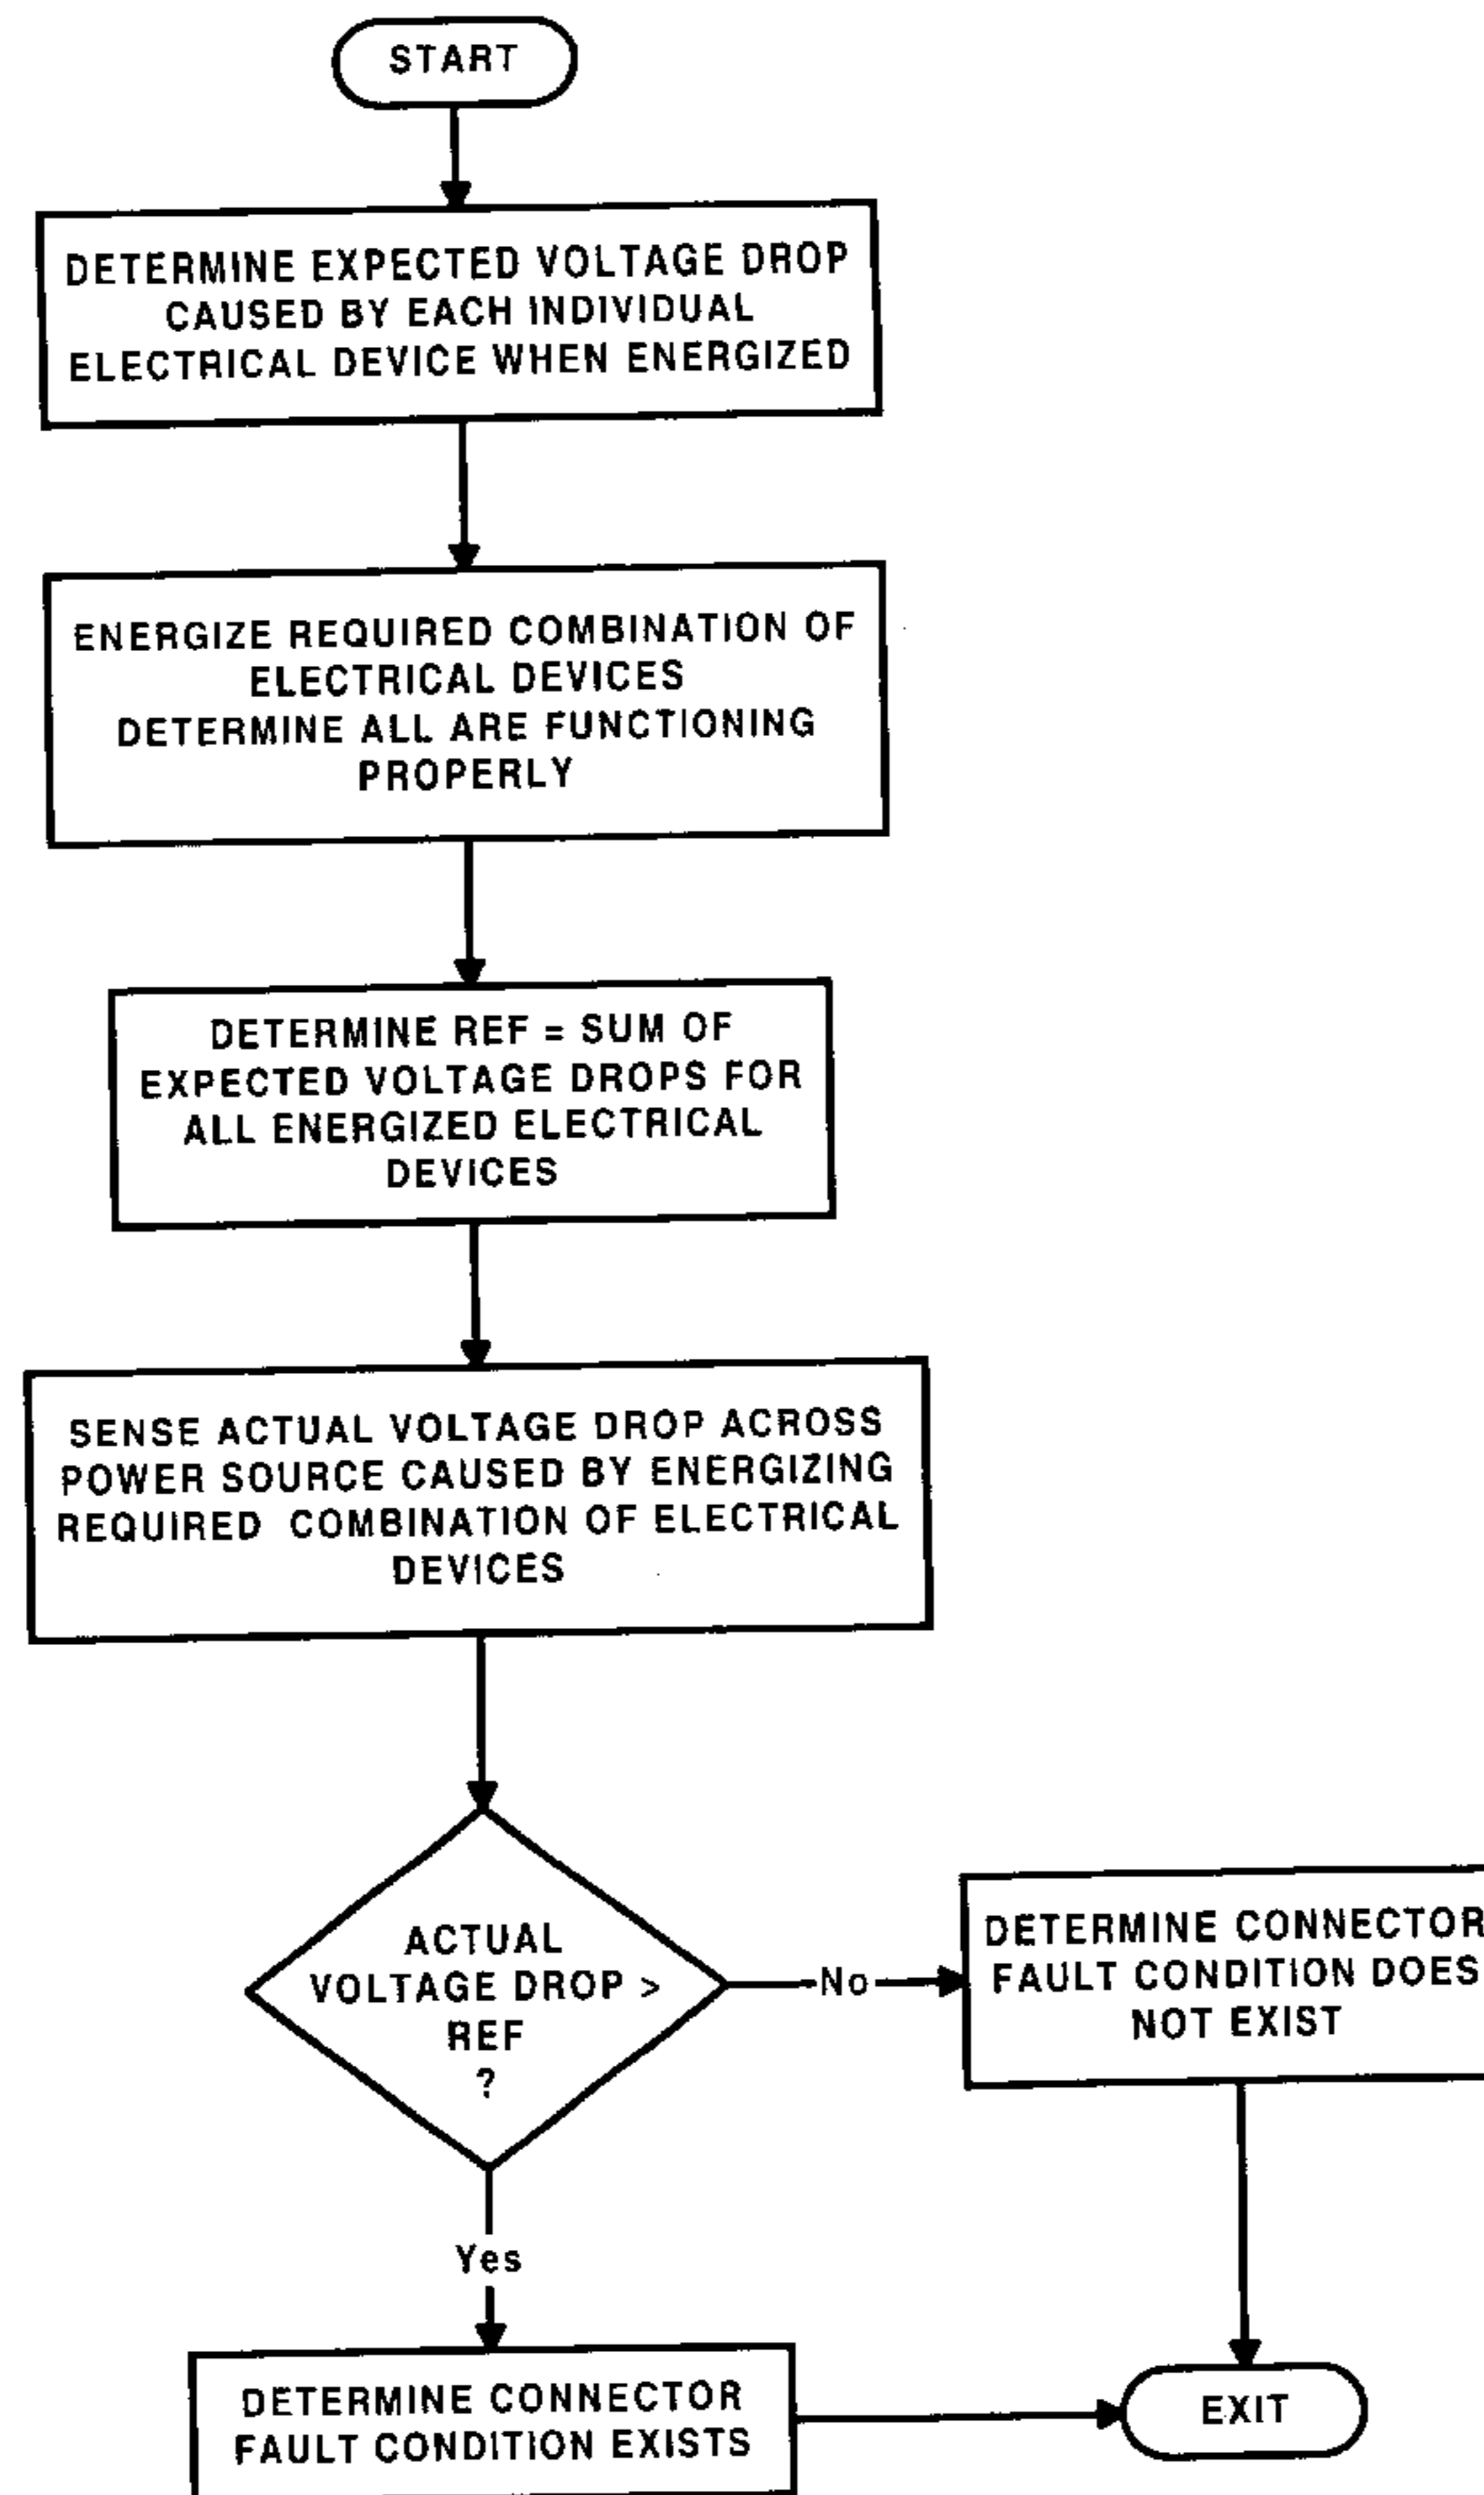 START
DETERMINE EXPECTED VOLTAGE DROP
CAUSED BY EACH INDIVIDUAL
ELECTRICAL DEVICE WHEN ENERGIZED
ENERGIZE REQUIRED COMBINATION OF
ELECTRICAL DEVICES
DETERMINE ALL ARE FUNCTIONING
PROPERLY
DETERMINE REF = SUM OF
EXPECTED VOLTAGE DROPS FOR
ALL ENERGIZED ELECTRICAL
DEVICES
SENSE ACTUAL VOLTAGE DROP ACROSS
POWER SOURCE CAUSED BY ENERGIZING
REQUIRED COMBINATION OF ELECTRICAL
DEVICES
ACTUAL
VOLTAGE DROP >
REF
?
No
DETERMINE CONNECTOR
FAULT CONDITION DOES
NOT EXIST
Yes
DETERMINE CONNECTOR
FAULT CONDITION EXISTS
EXIT